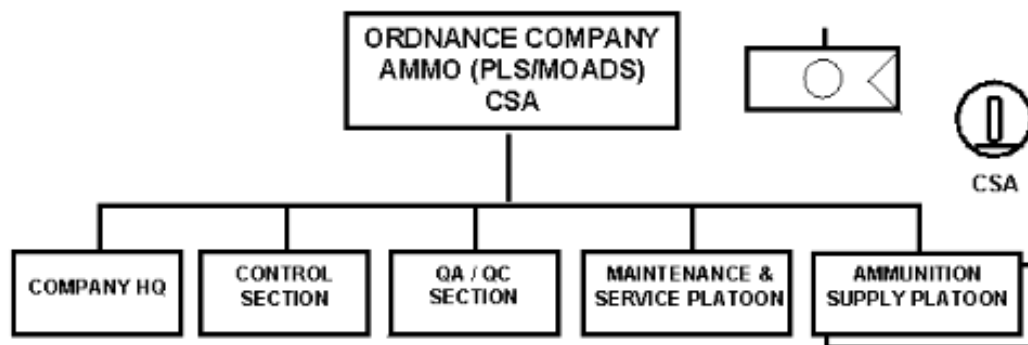 ORDNANCE COMPANY
AMMO (PLS/MOADS)
CSA
CSA
COMPANY HQ
CONTROL
SECTION
QA / QC
SECTION
MAINTENANCE &
SERVICE PLATOON
AMMUNITION
SUPPLY PLATOON